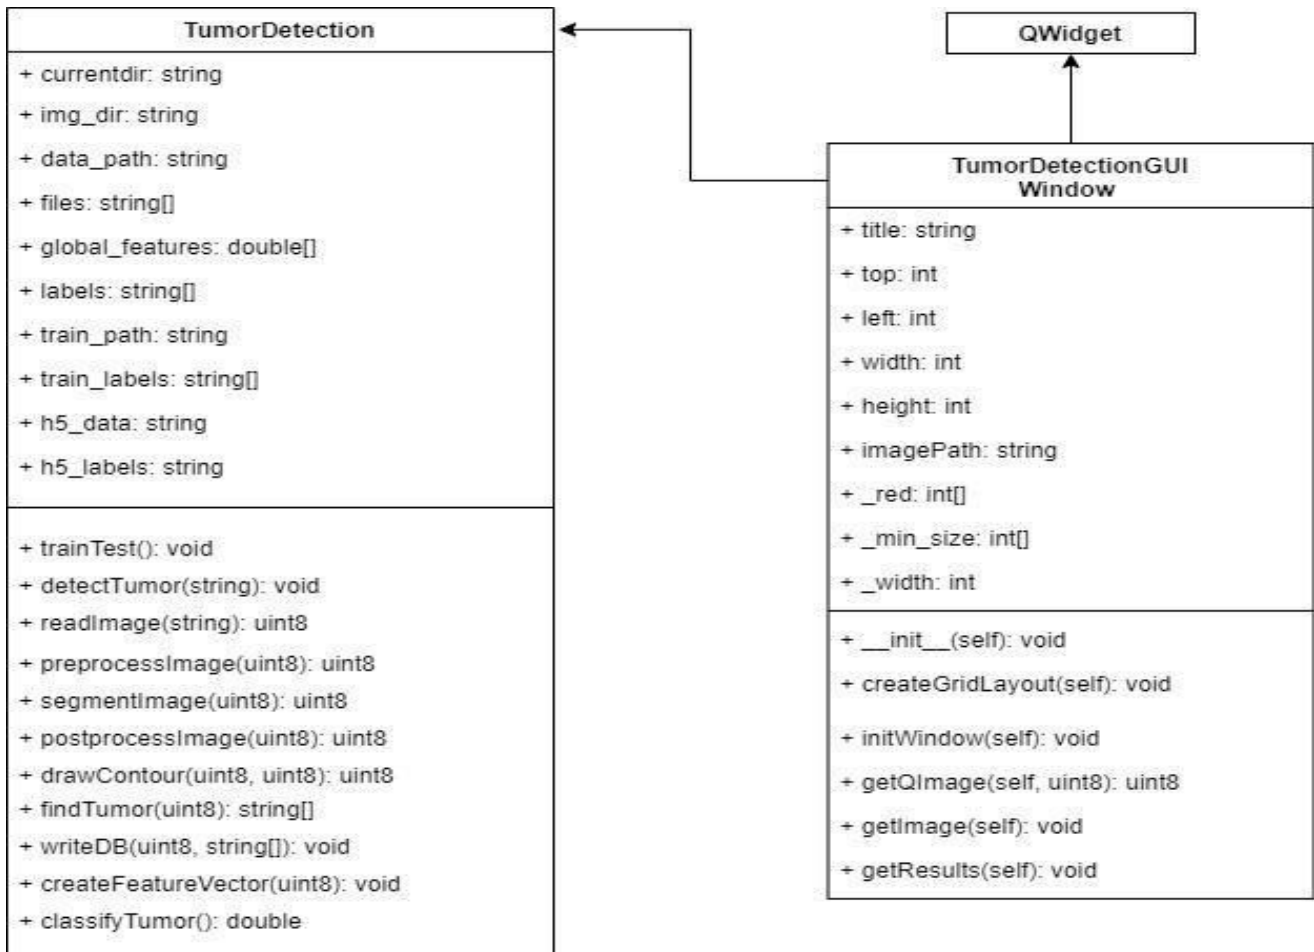 TumorDetection
+ currentdir: string
+ img_dir: string
+ data_path: string
+ files: string[]
+ global_features: double[]
+ labels: string[]
+ train_path: string
+ train_labels: string[]
+ h5_data: string
+ h5_labels: string
+ trainTest(): void
+ detectTumor(string): void
+ readImage(string): uint8
+ preprocessImage(uint8): uint8
+ segmentImage(uint8): uint8
+ postprocessImage(uint8): uint8
+ drawContour(uint8, uint8): uint8
+ findTumor(uint8): string[]
+ writeDB(uint8, string[]): void
+ createFeatureVector(uint8): void
+ classifyTumor(): double
QWidget
TumorDetectionGUI
Window
+ title: string
+ top: int
+ left: int
+ width: int
+ height: int
+ imagePath: string
+ _red: int[]
+ _min_size: int[]
+ _width: int
+ __init__(self): void
+ createGridLayout(self): void
+ initWindow(self): void
+ getQImage(self, uint8): uint8
+ getImage(self): void
+ getResults(self): void